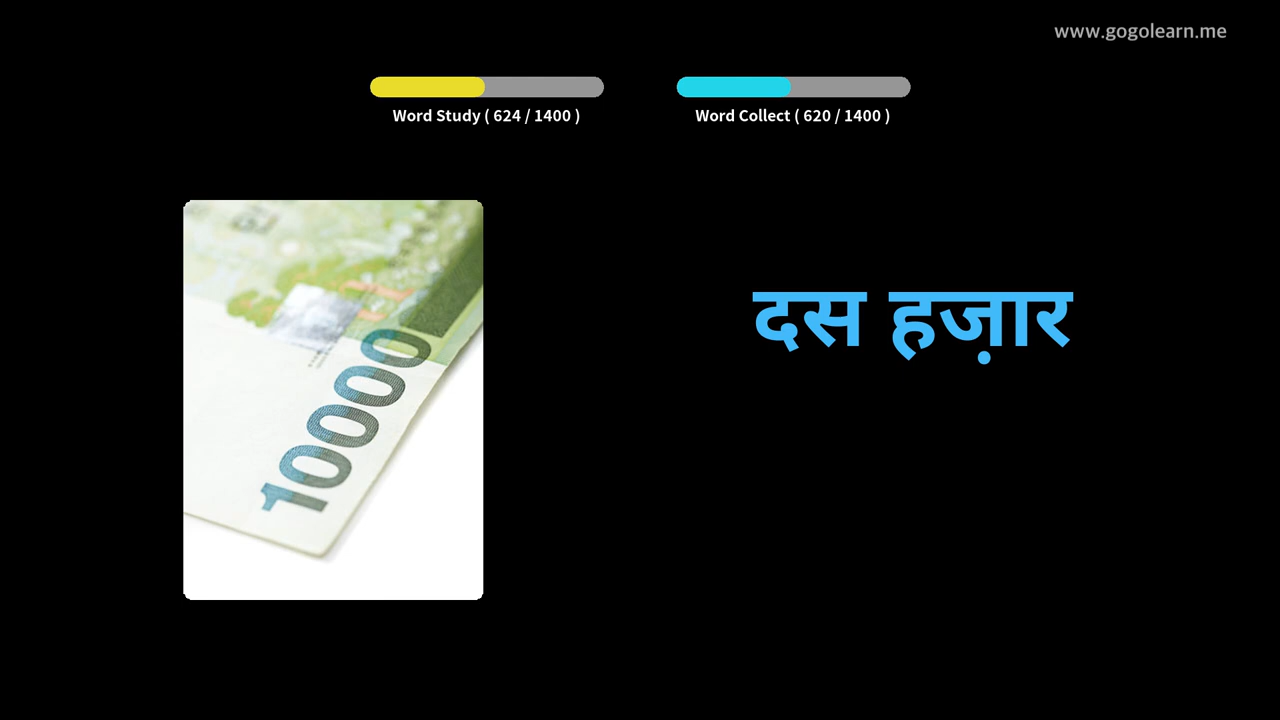 www.gogolearn.me
Word Study ( 624 / 1400 )
Word Collect ( 620 / 1400 )
दस हज़ार
10000